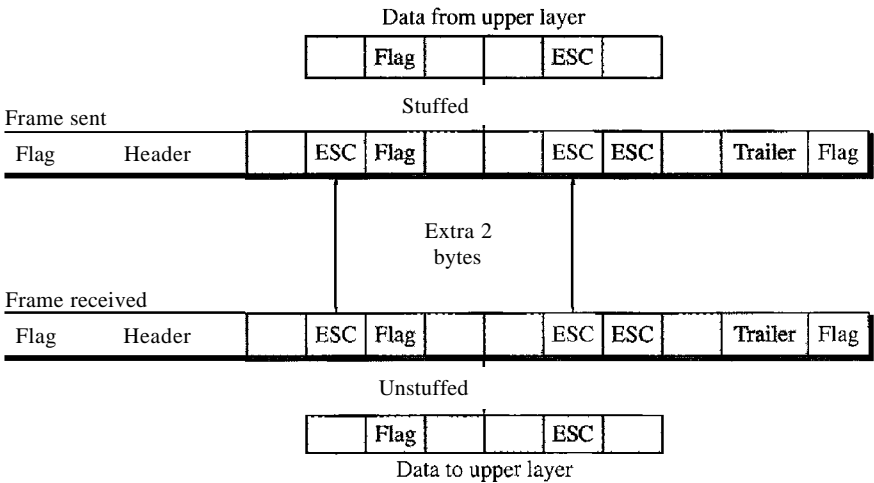 Data from upper layer
Flag ESC
Stuffed
Frame sent
Flag Header ESC Flag ESC ESC Trailer Flag
Extra 2
bytes
Frame received
Flag Header ESC Flag ESC ESC Trailer Flag
Unstuffed
Flag ESC
Data to upper layer